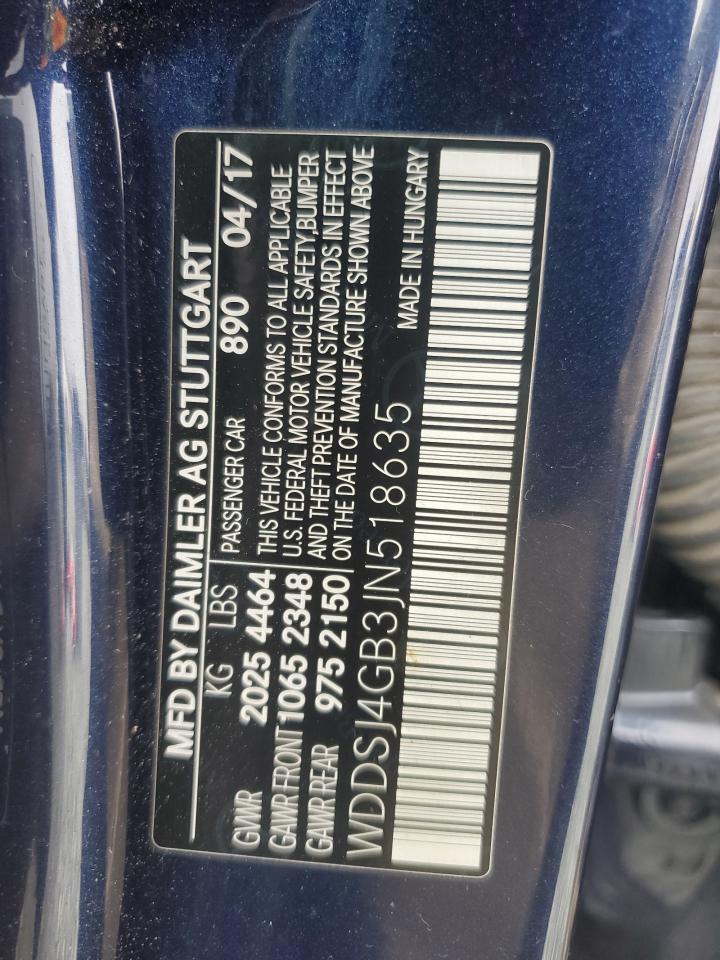 MFD BY DAIMLER AG STUTTGART
KG LBS PASSENGER CAR 890 04/17
GVWR 2025 4464 THIS VEHICLE CONFORMS TO ALL APPLICABLE
GAWR FRONT 1065 2348 U.S. FEDERAL MOTOR VEHICLE SAFETY,BUMPER
GAWR REAR 975 2150 AND THEFT PREVENTION STANDARDS IN EFFECT
ON THE DATE OF MANUFACTURE SHOWN ABOVE
WDDSJ4GB3JN518635 MADE IN HUNGARY